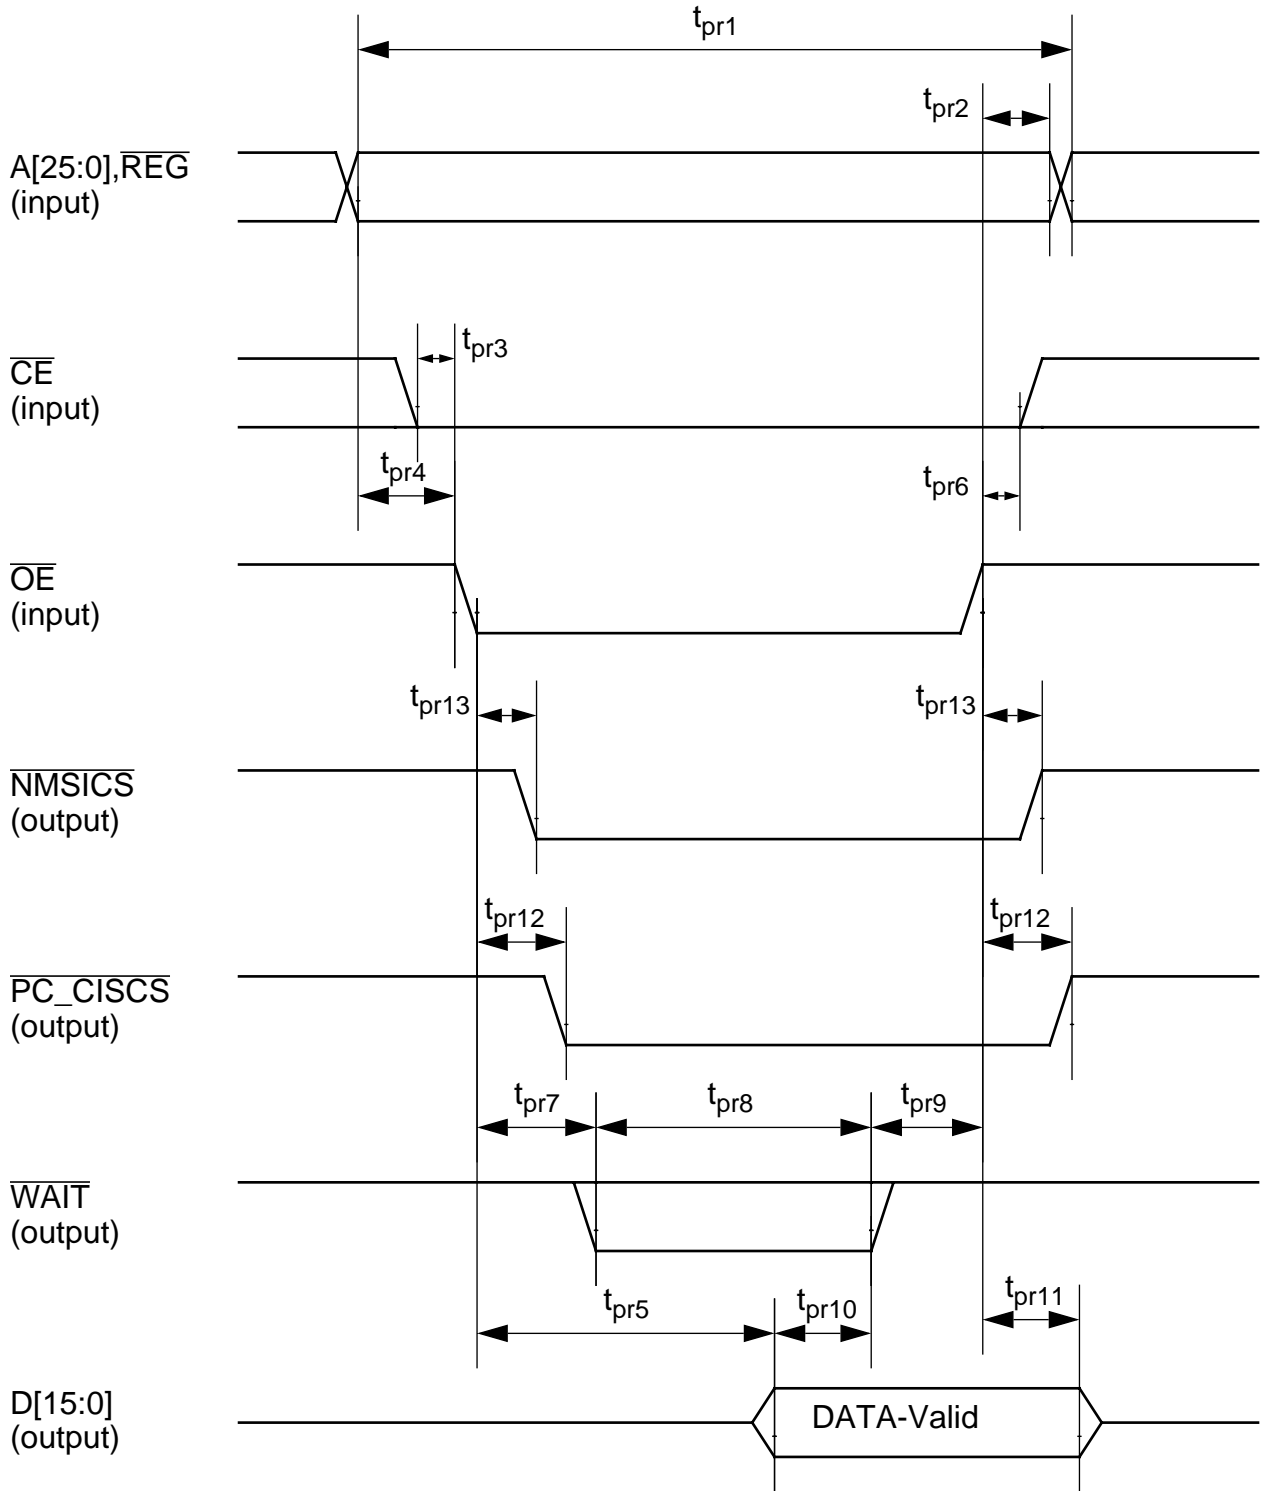 tpr1
tpr2
A[25:0],REG
(input)
tpr3
CE
(input)
tpr4
tpr6
OE
(input)
tpr13
tpr13
NMSICS
(output)
tpr12
tpr12
PC_CISCS
(output)
tpr7
tpr8
tpr9
WAIT
(output)
tpr5
tpr10
tpr11
D[15:0]
(output)
DATA-Valid